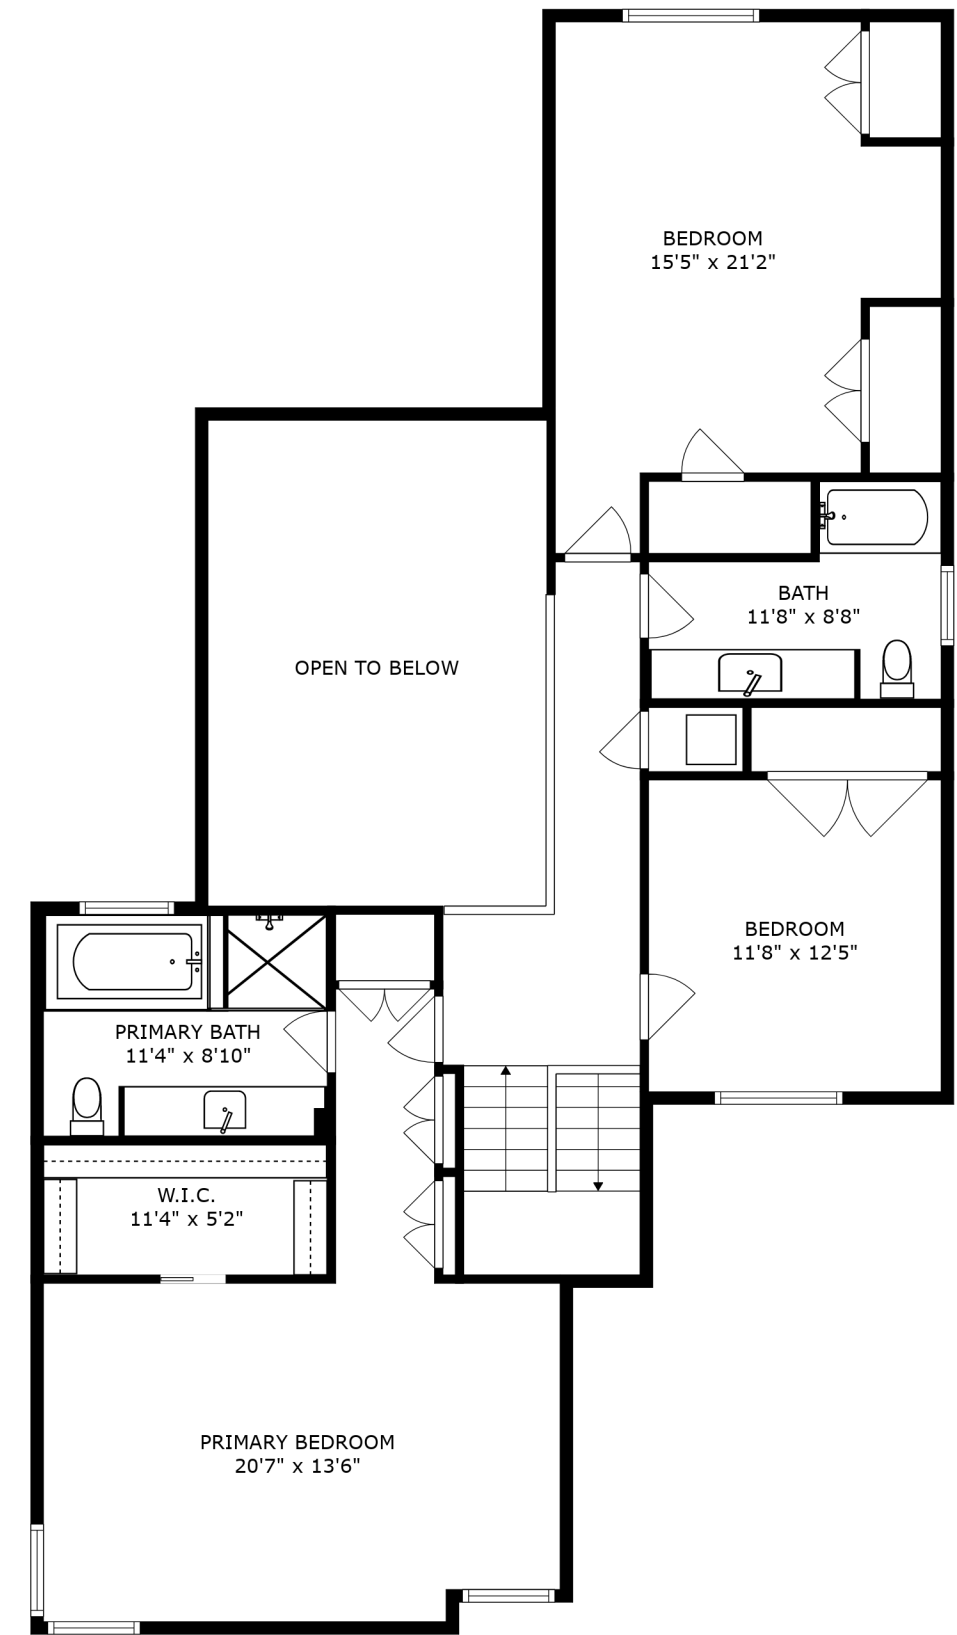 BEDROOM
15'5" x 21'2"
BATH
11'8" x 8'8"
OPEN TO BELOW
BEDROOM
11'8" x 12'5"
PRIMARY BATH
11'4" x 8'10"
W.I.C.
11'4" x 5'2"
PRIMARY BEDROOM
20'7" x 13'6"